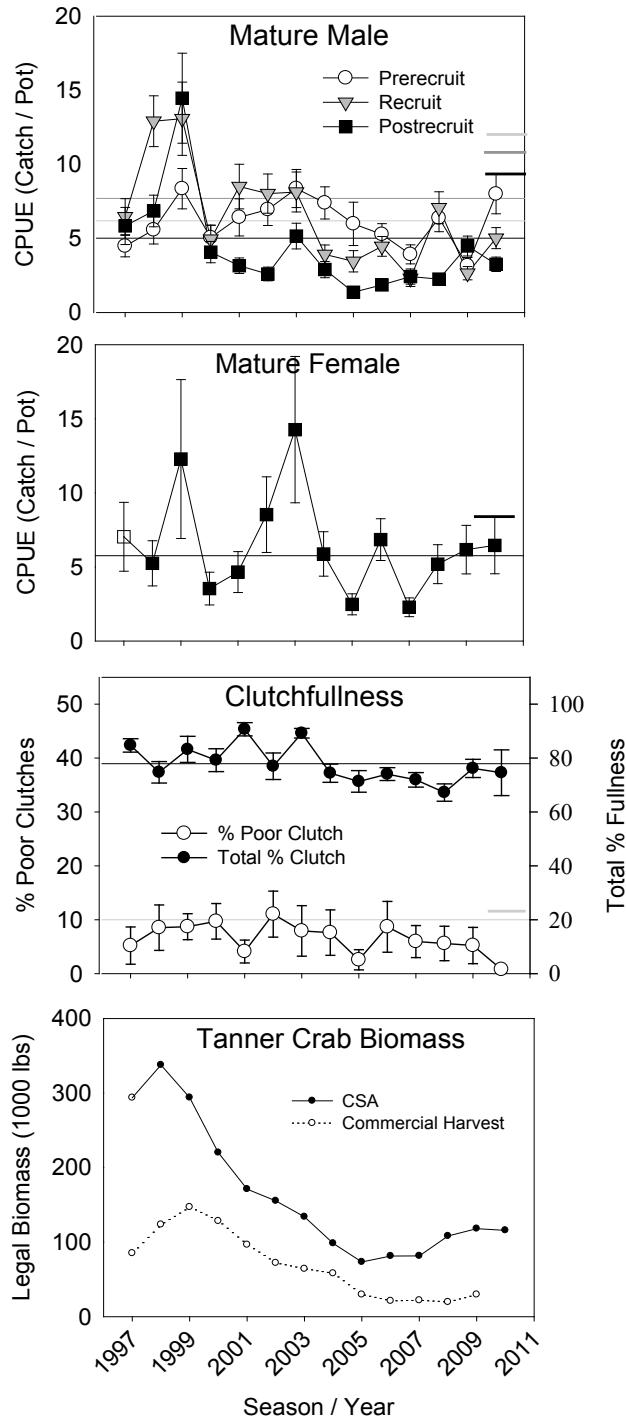 Mature Male
Prerecruit
Recruit
Postrecruit
CPUE (Catch / Pot)
20
15
10
5
0
Mature Female
CPUE (Catch / Pot)
20
15
10
5
0
Clutchfullness
% Poor Clutches
50
40
30
20
10
0
% Poor Clutch
Total % Clutch
Total % Fullness
100
80
60
40
20
0
Tanner Crab Biomass
Legal Biomass (1000 lbs)
400
300
200
100
0
CSA
Commercial Harvest
1997
1999
2001
2003
2005
2007
2009
2011
Season / Year